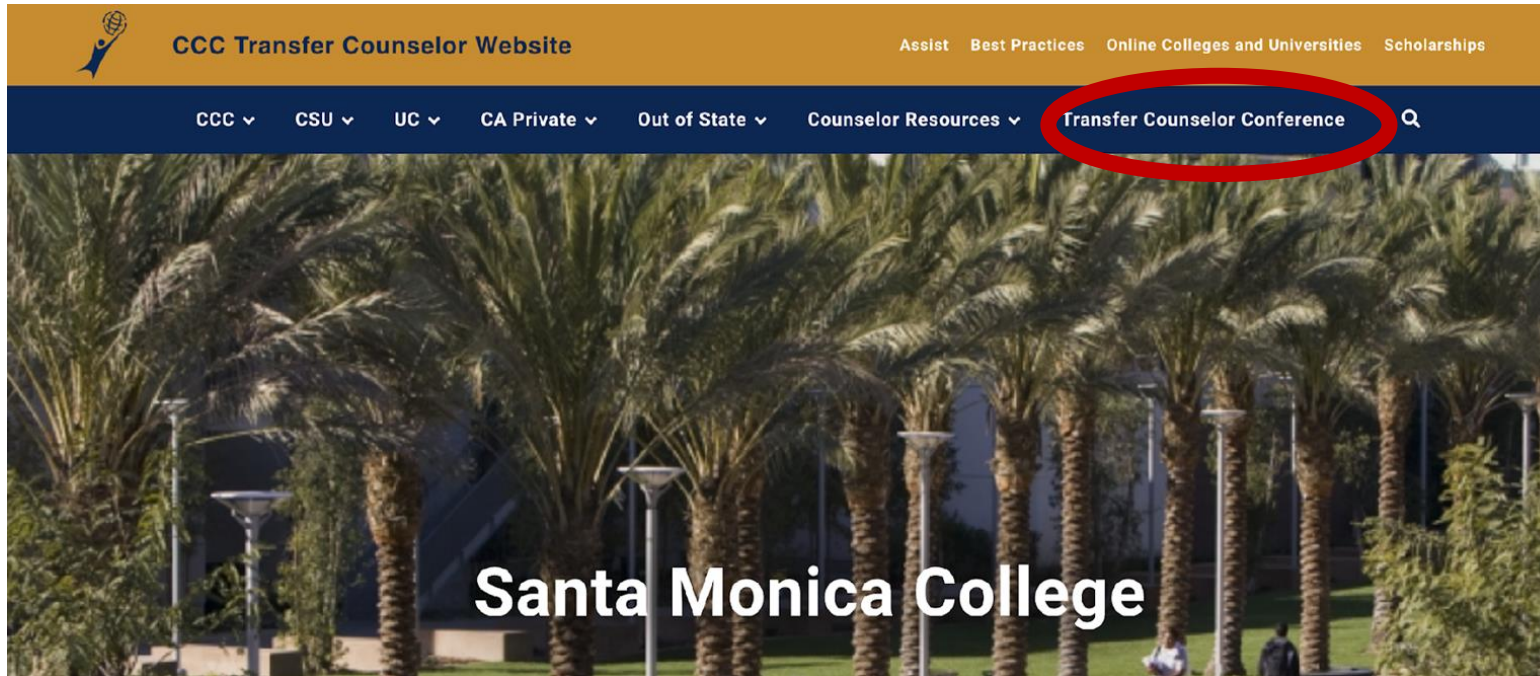 CCC Transfer Counselor Website
Assist Best Practices Online Colleges and Universities Scholarships
CCC CSU UC CA Private Out of State Counselor Resources Transfer Counselor Conference
Santa Monica College